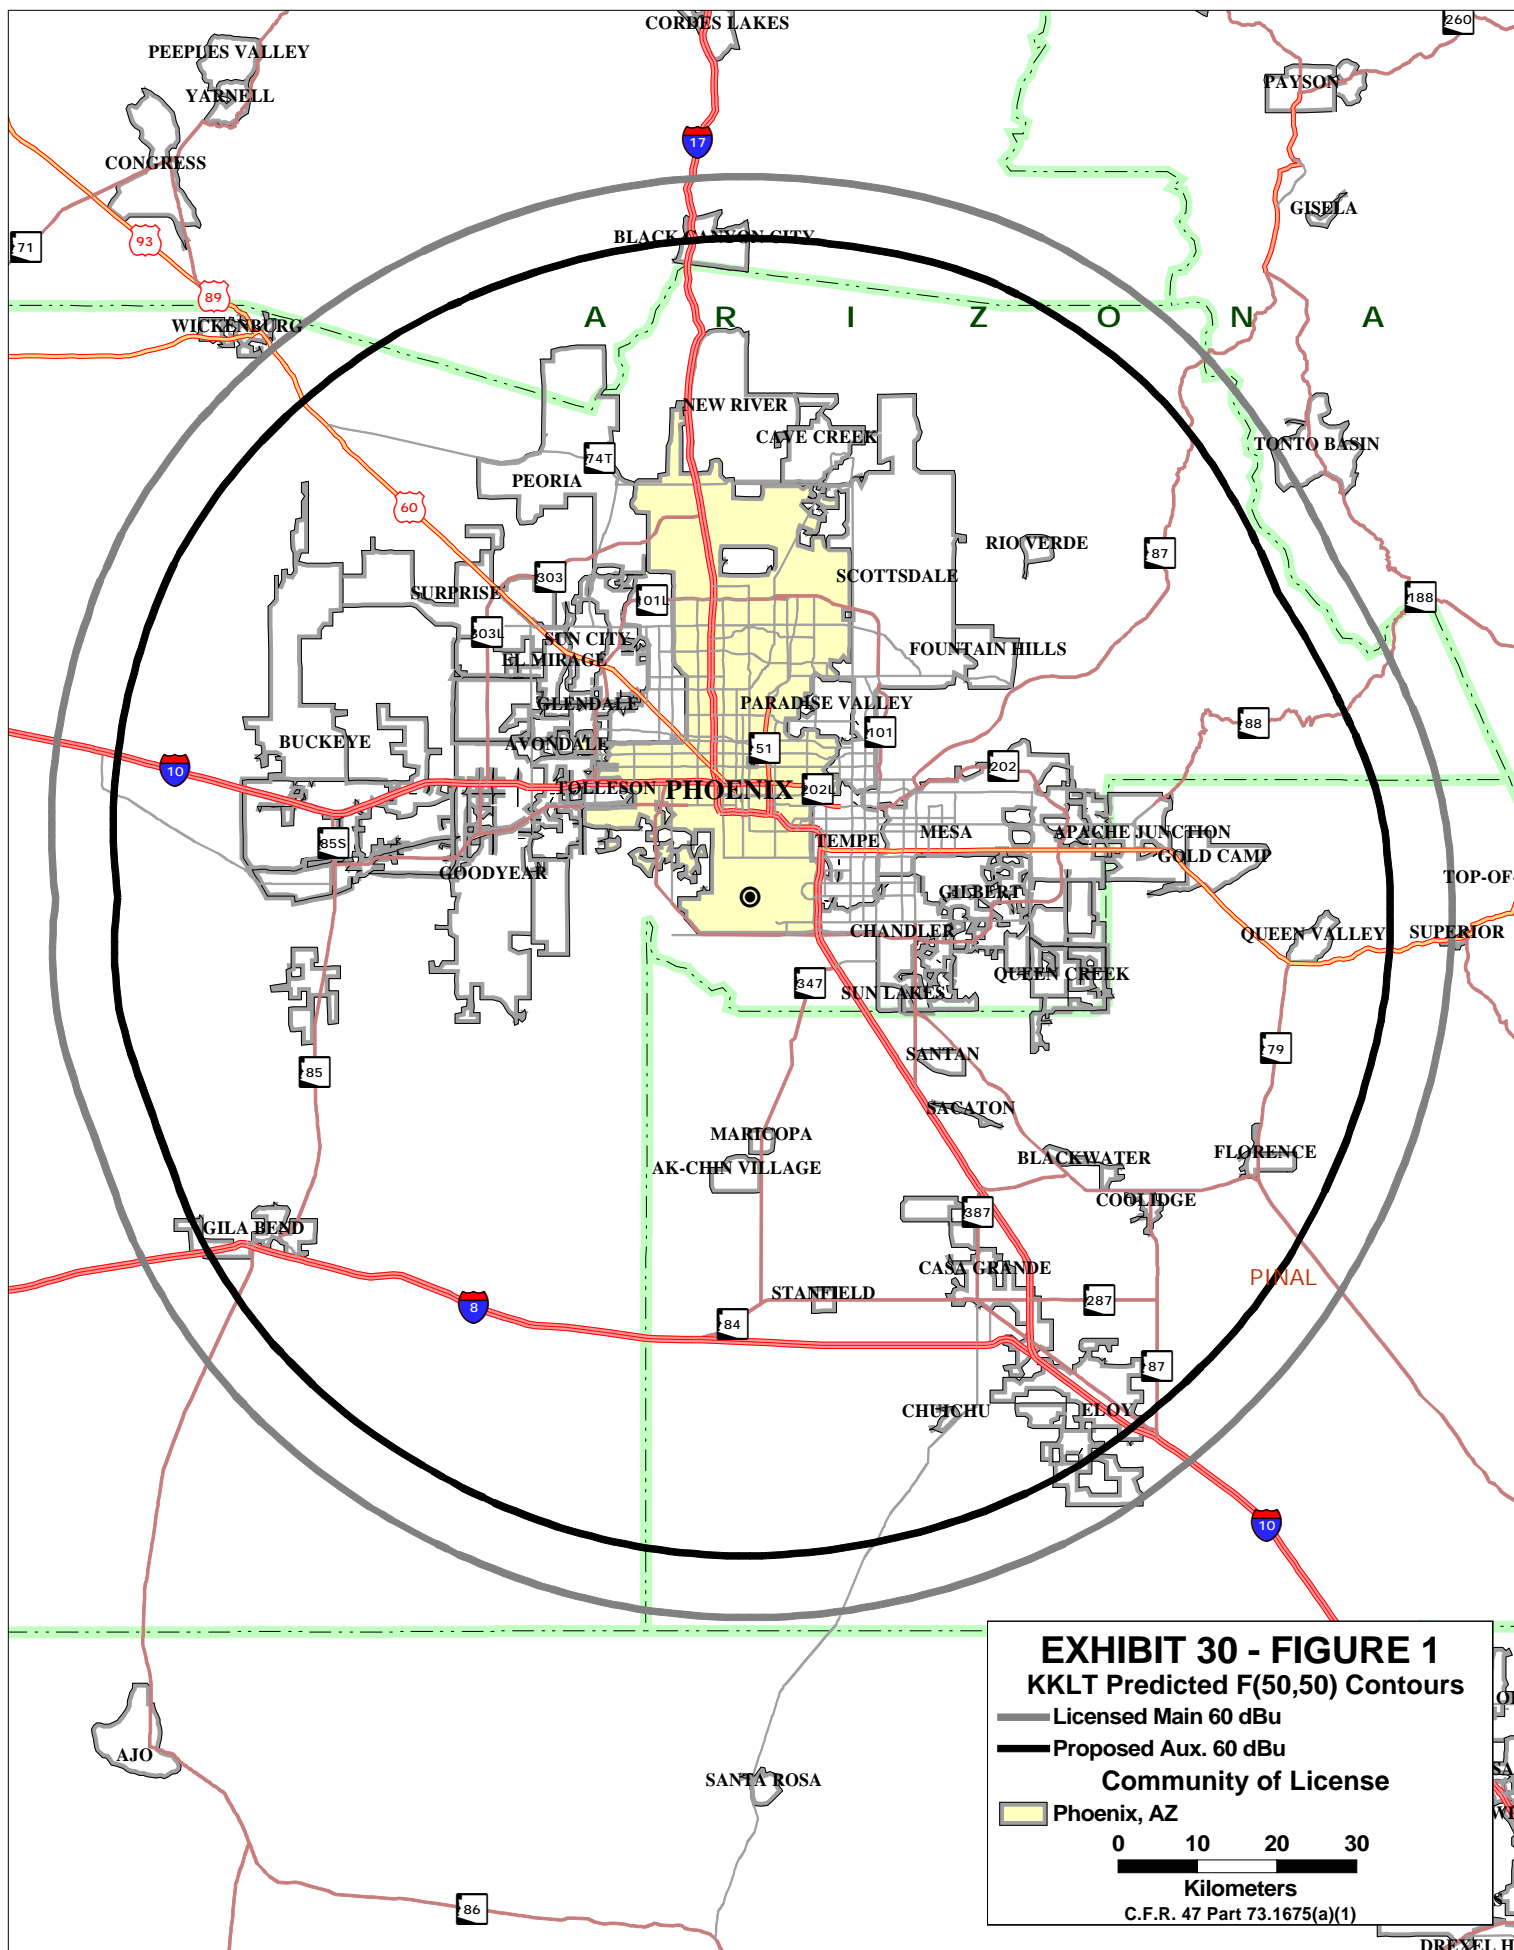 CORDES LAKES
260
PEEPLES VALLEY
PAYSON
YARNELL
17
CONGRESS
GISELA
71
93
BLACK CANYON CITY
89
A R I Z O N A
WICKENBURG
NEW RIVER
CAVE CREEK
TONTO BASIN
74T
PEORIA
60
RIO VERDE
87
SCOTTSDALE
303
SURPRISE
101L
188
303L
SUN CITY
FOUNTAIN HILLS
EL MIRAGE
GLENDALE
PARADISE VALLEY
88
101
BUCKEYE
AVONDALE
51
202
10
TOLLESON
PHOENIX
202L
85S
TEMPE
MESA
APACHE JUNCTION
GOLD CAMP
GOODYEAR
TOP-OF-
GILBERT
CHANDLER
QUEEN VALLEY
SUPERIOR
QUEEN CREEK
347
SUN LAKES
79
SANTAN
85
SACATON
MARICOPA
BLACKWATER
FLORENCE
AK-CHIN VILLAGE
COOLIDGE
387
GILA BEND
CASA GRANDE
PINAL
STANFIELD
287
8
84
87
CHUICHU
ELOY
10
EXHIBIT 30 - FIGURE 1
KKLT Predicted F(50,50) Contours
Licensed Main 60 dBu
Proposed Aux. 60 dBu
Community of License
Phoenix, AZ
0 10 20 30
Kilometers
C.F.R. 47 Part 73.1675(a)(1)
AJO
SANTA ROSA
86
DREXEL H